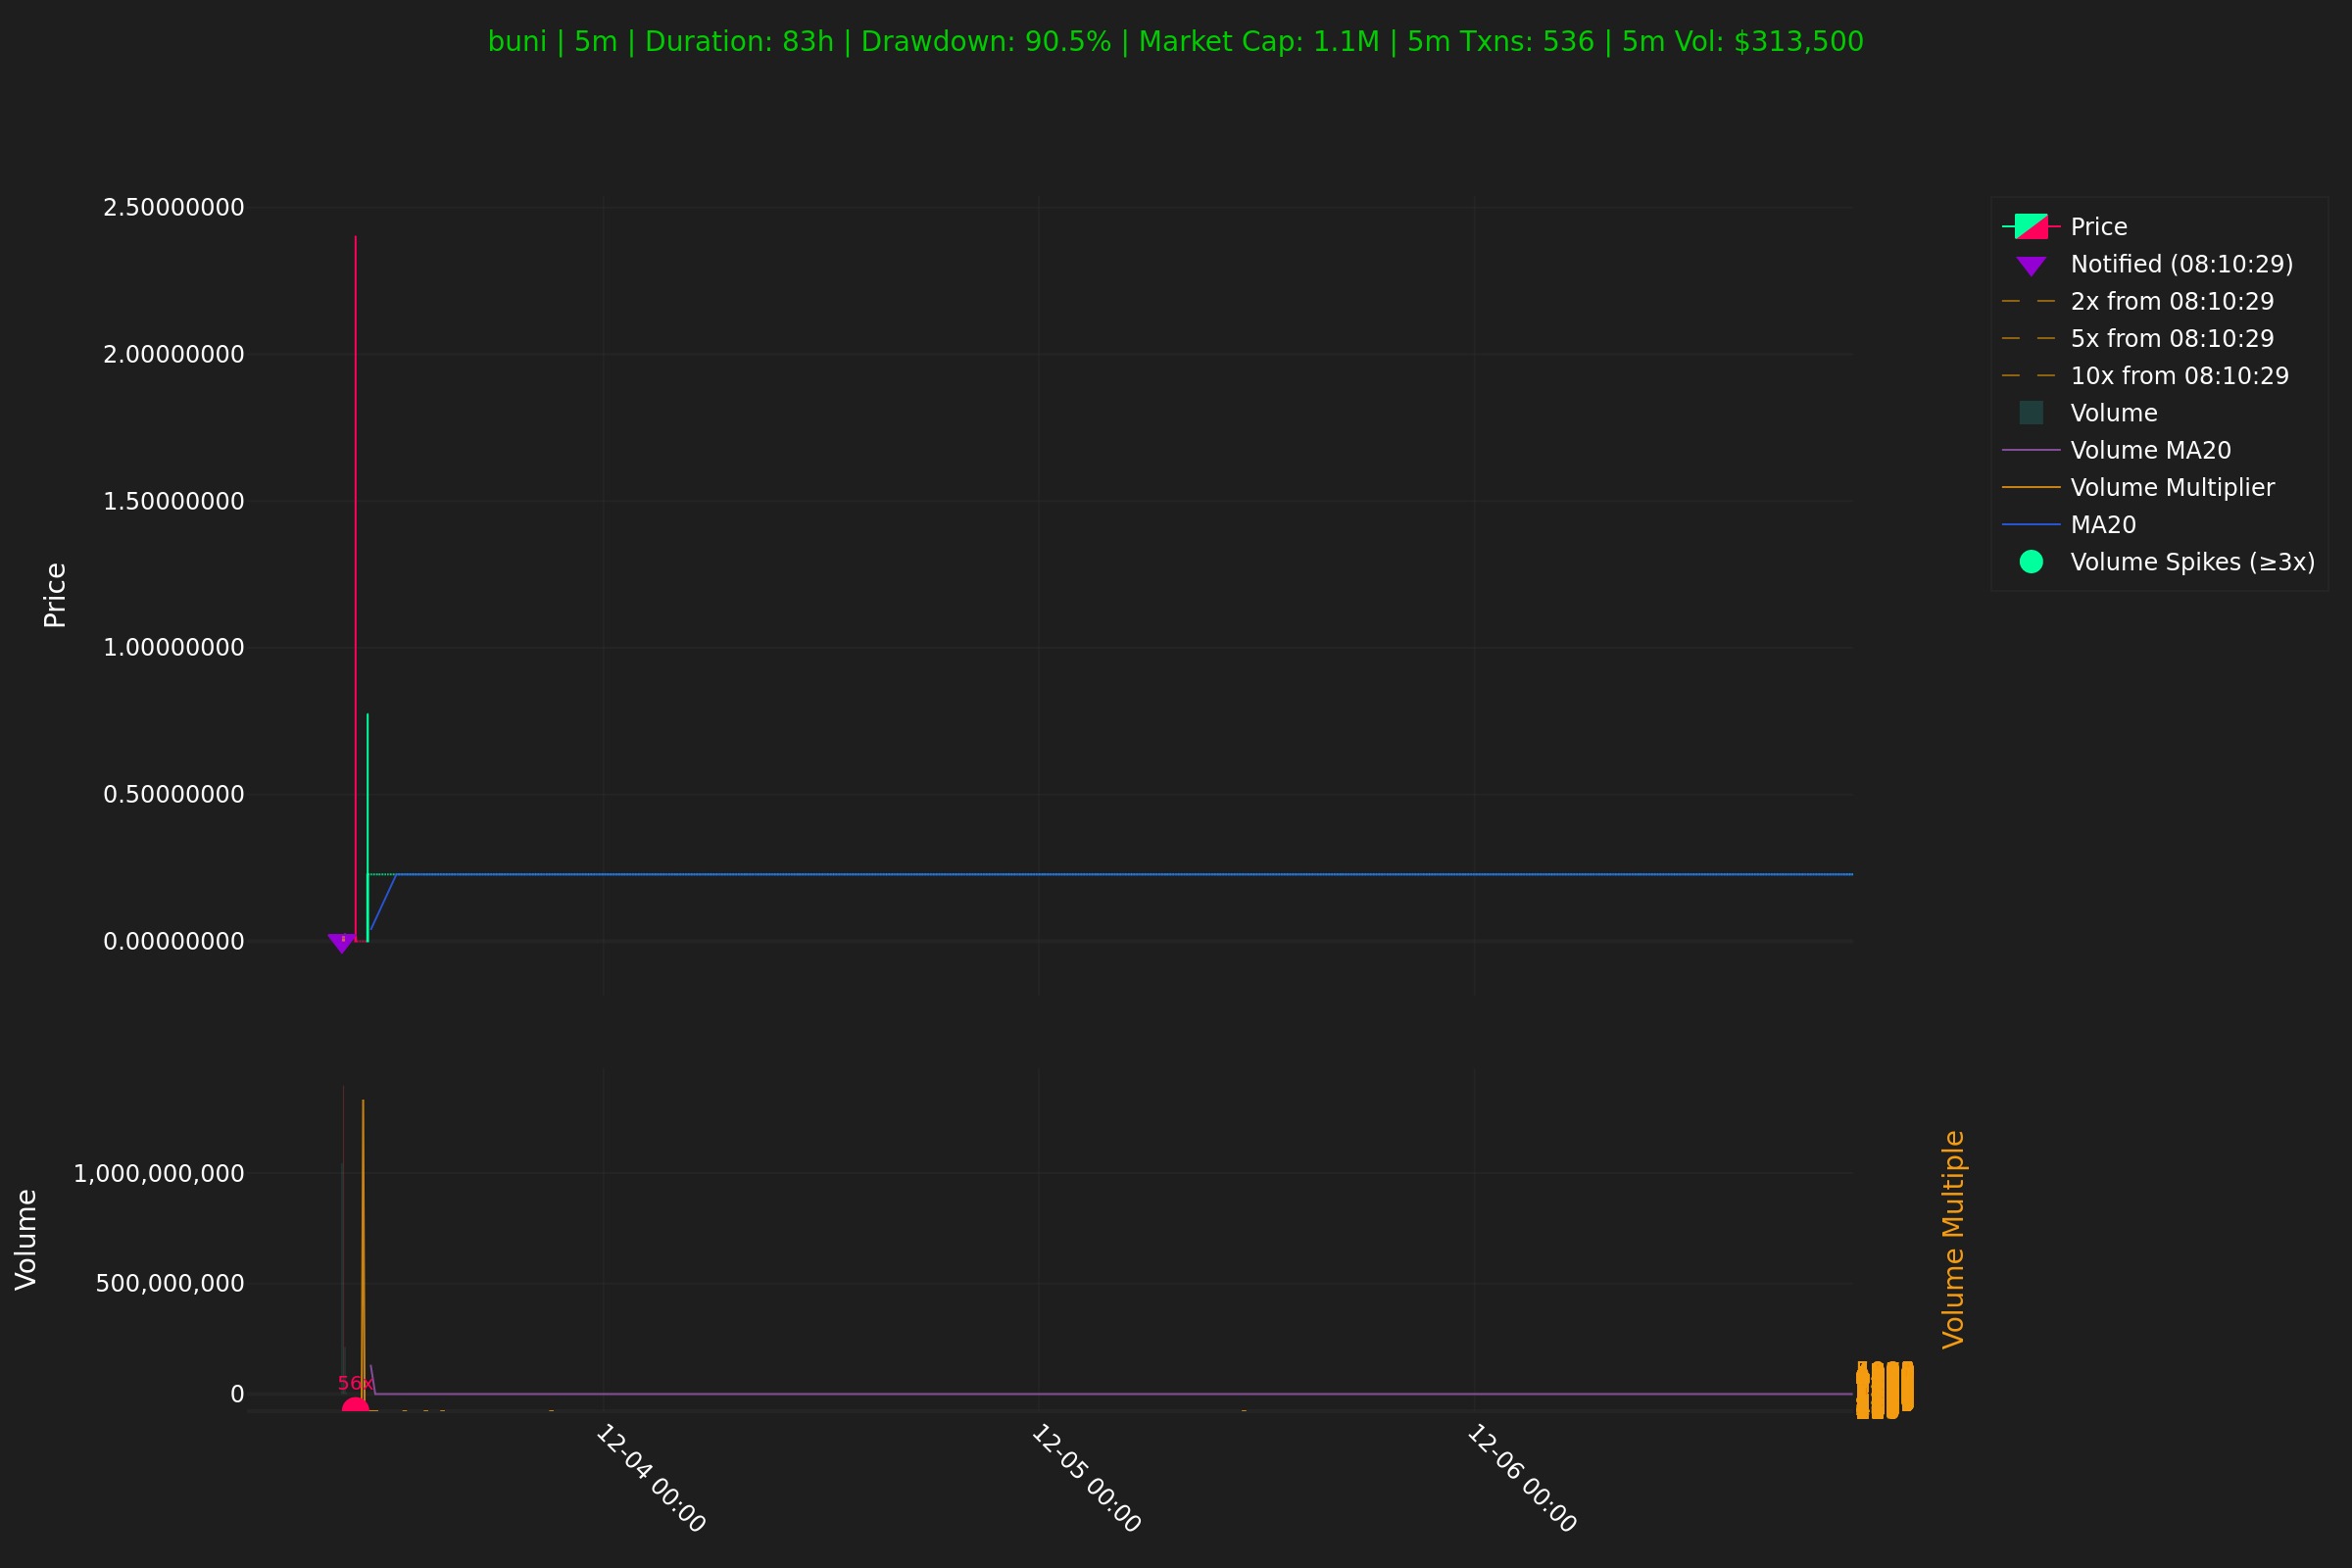 buni | 5m | Duration: 83h | Drawdown: 90.5% | Market Cap: 1.1M | 5m Txns: 536 | 5m Vol: $313,500
2.50000000
2.00000000
1.50000000
1.00000000
0.50000000
0.00000000
Price
Price
Notified (08:10:29)
2x from 08:10:29
5x from 08:10:29
10x from 08:10:29
Volume
Volume MA20
Volume Multiplier
MA20
Volume Spikes (≥3x)
1,000,000,000
500,000,000
0
Volume
56x
Volume Multiple
12-04 00:00
12-05 00:00
12-06 00:00